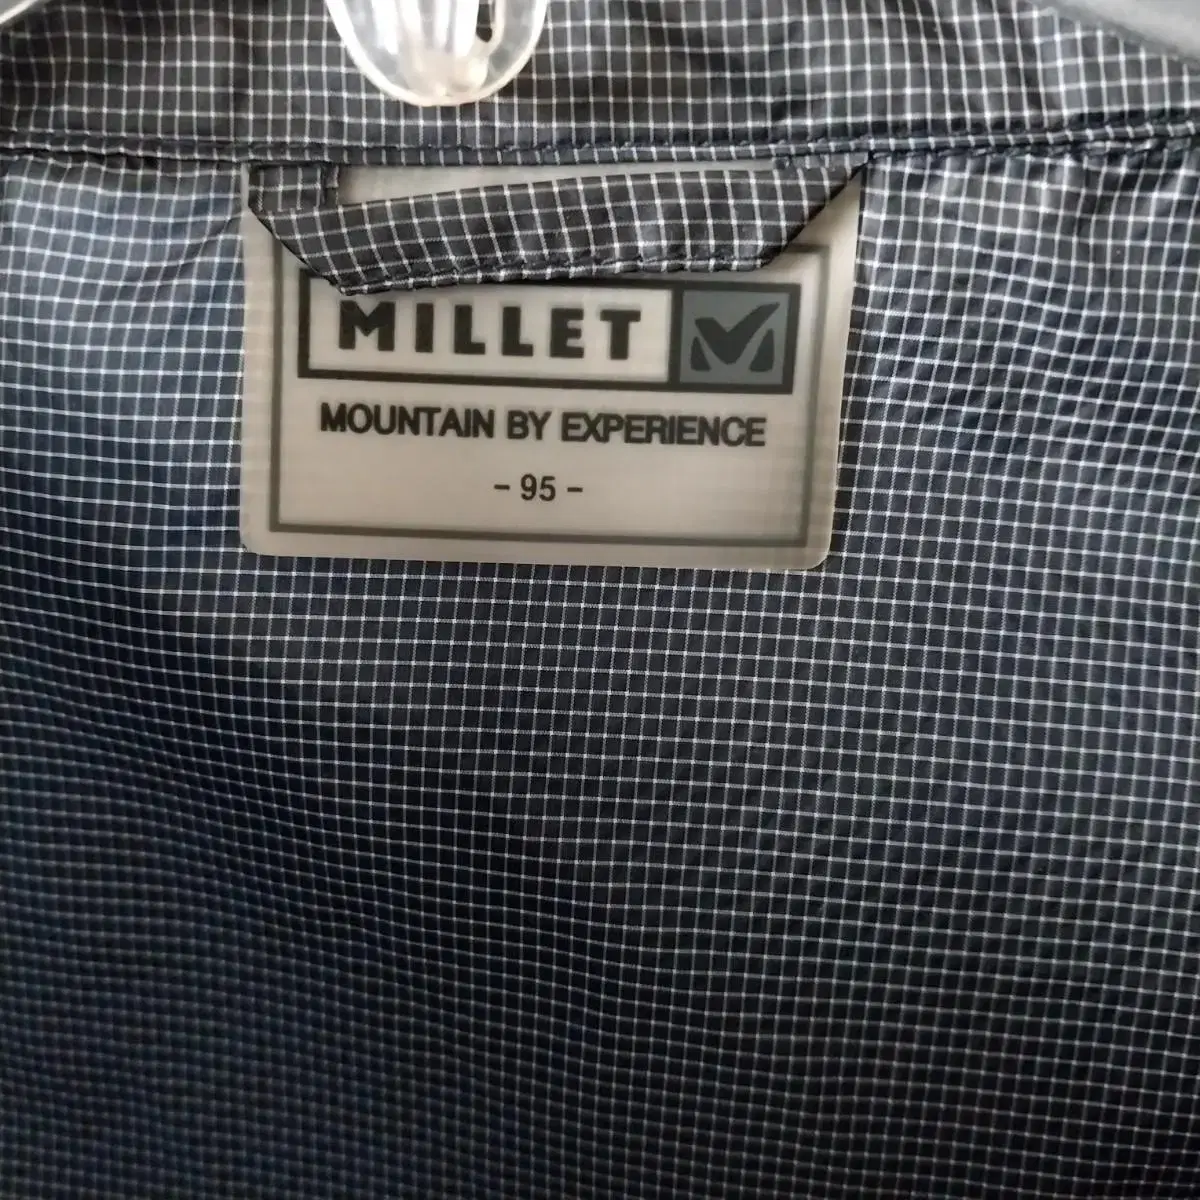 MILLET
MOUNTAIN BY EXPERIENCE
- 95 -